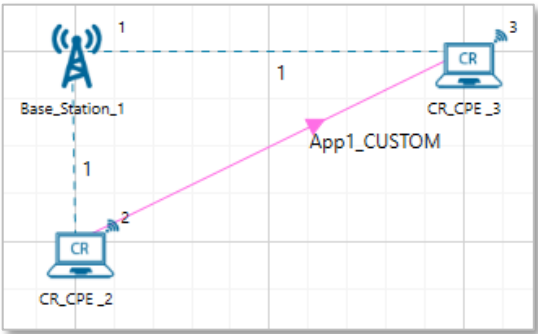 1
3
CR
1
Base_Station_1
CR_CPE _3
App1_CUSTOM
1
2
CR
CR_CPE _2